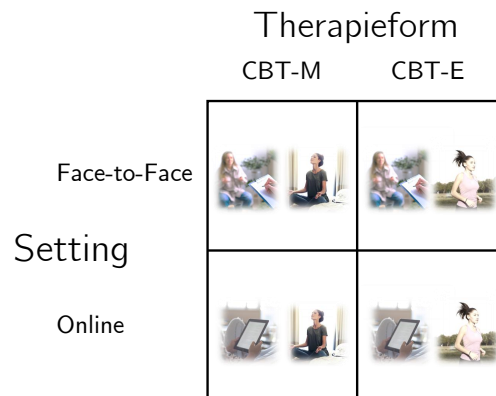 Therapieform
CBT-M CBT-E
Face-to-Face
Setting
Online